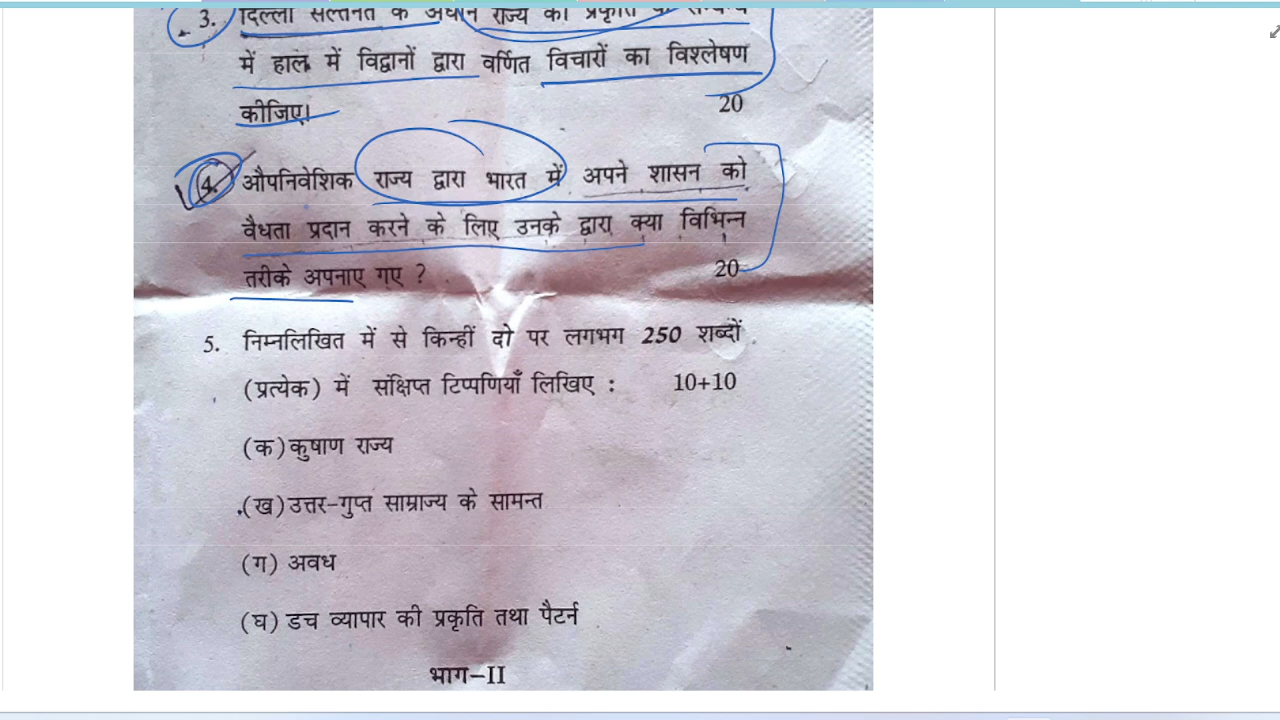 3. दिल्ली सल्तनत के अधीन राज्य की प्रकृति के सम्बन्ध
में हाल में विद्वानों द्वारा वर्णित विचारों का विश्लेषण
कीजिए। 20
4. औपनिवेशिक राज्य द्वारा भारत में अपने शासन को
वैधता प्रदान करने के लिए उनके द्वारा क्या विभिन्न
तरीके अपनाए गए ? 20
5. निम्नलिखित में से किन्हीं दो पर लगभग 250 शब्दों
(प्रत्येक) में संक्षिप्त टिप्पणियाँ लिखिए : 10+10
(क) कुषाण राज्य
(ख) उत्तर-गुप्त साम्राज्य के सामन्त
(ग) अवध
(घ) डच व्यापार की प्रकृति तथा पैटर्न
भाग-II